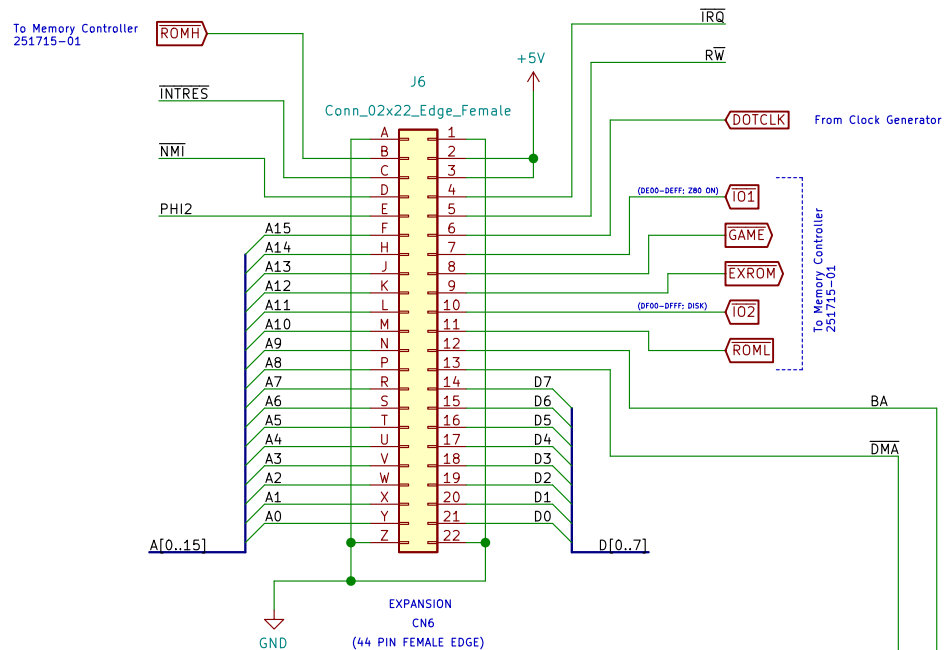 To Memory Controller
251715-01
ROMH
IRQ
RW
+5V
J6
Conn_02x22_Edge_Female
INTRES
NMI
PHI2
DOTCLK
From Clock Generator
(DE00-DEFF; Z80 ON)
IO1
GAME
EXROM
(DF00-DFFF; DISK)
IO2
ROML
To Memory Controller
251715-01
A 1
B 2
C 3
D 4
E 5
A15 F 6
A14 H 7
A13 J 8
A12 K 9
A11 L 10
A10 M 11
A9 N 12
A8 P 13
A7 R 14 D7
A6 S 15 D6
A5 T 16 D5
A4 U 17 D4
A3 V 18 D3
A2 W 19 D2
A1 X 20 D1
A0 Y 21 D0
Z 22
BA
DMA
A[0..15]
D[0..7]
GND
EXPANSION
CN6
(44 PIN FEMALE EDGE)